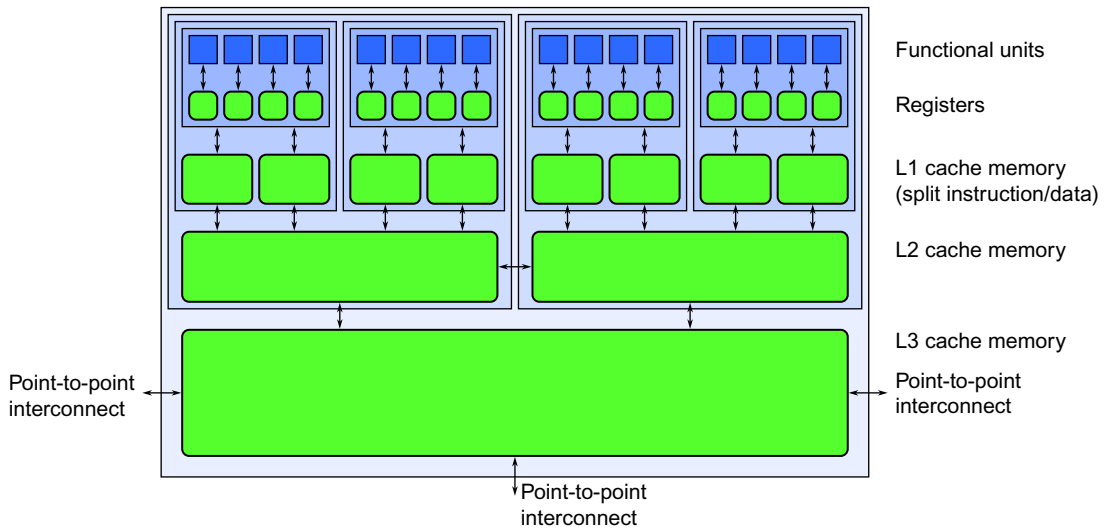 Functional units
Registers
L1 cache memory
(split instruction/data)
L2 cache memory
L3 cache memory
Point-to-point
interconnect
Point-to-point
interconnect
Point-to-point
interconnect